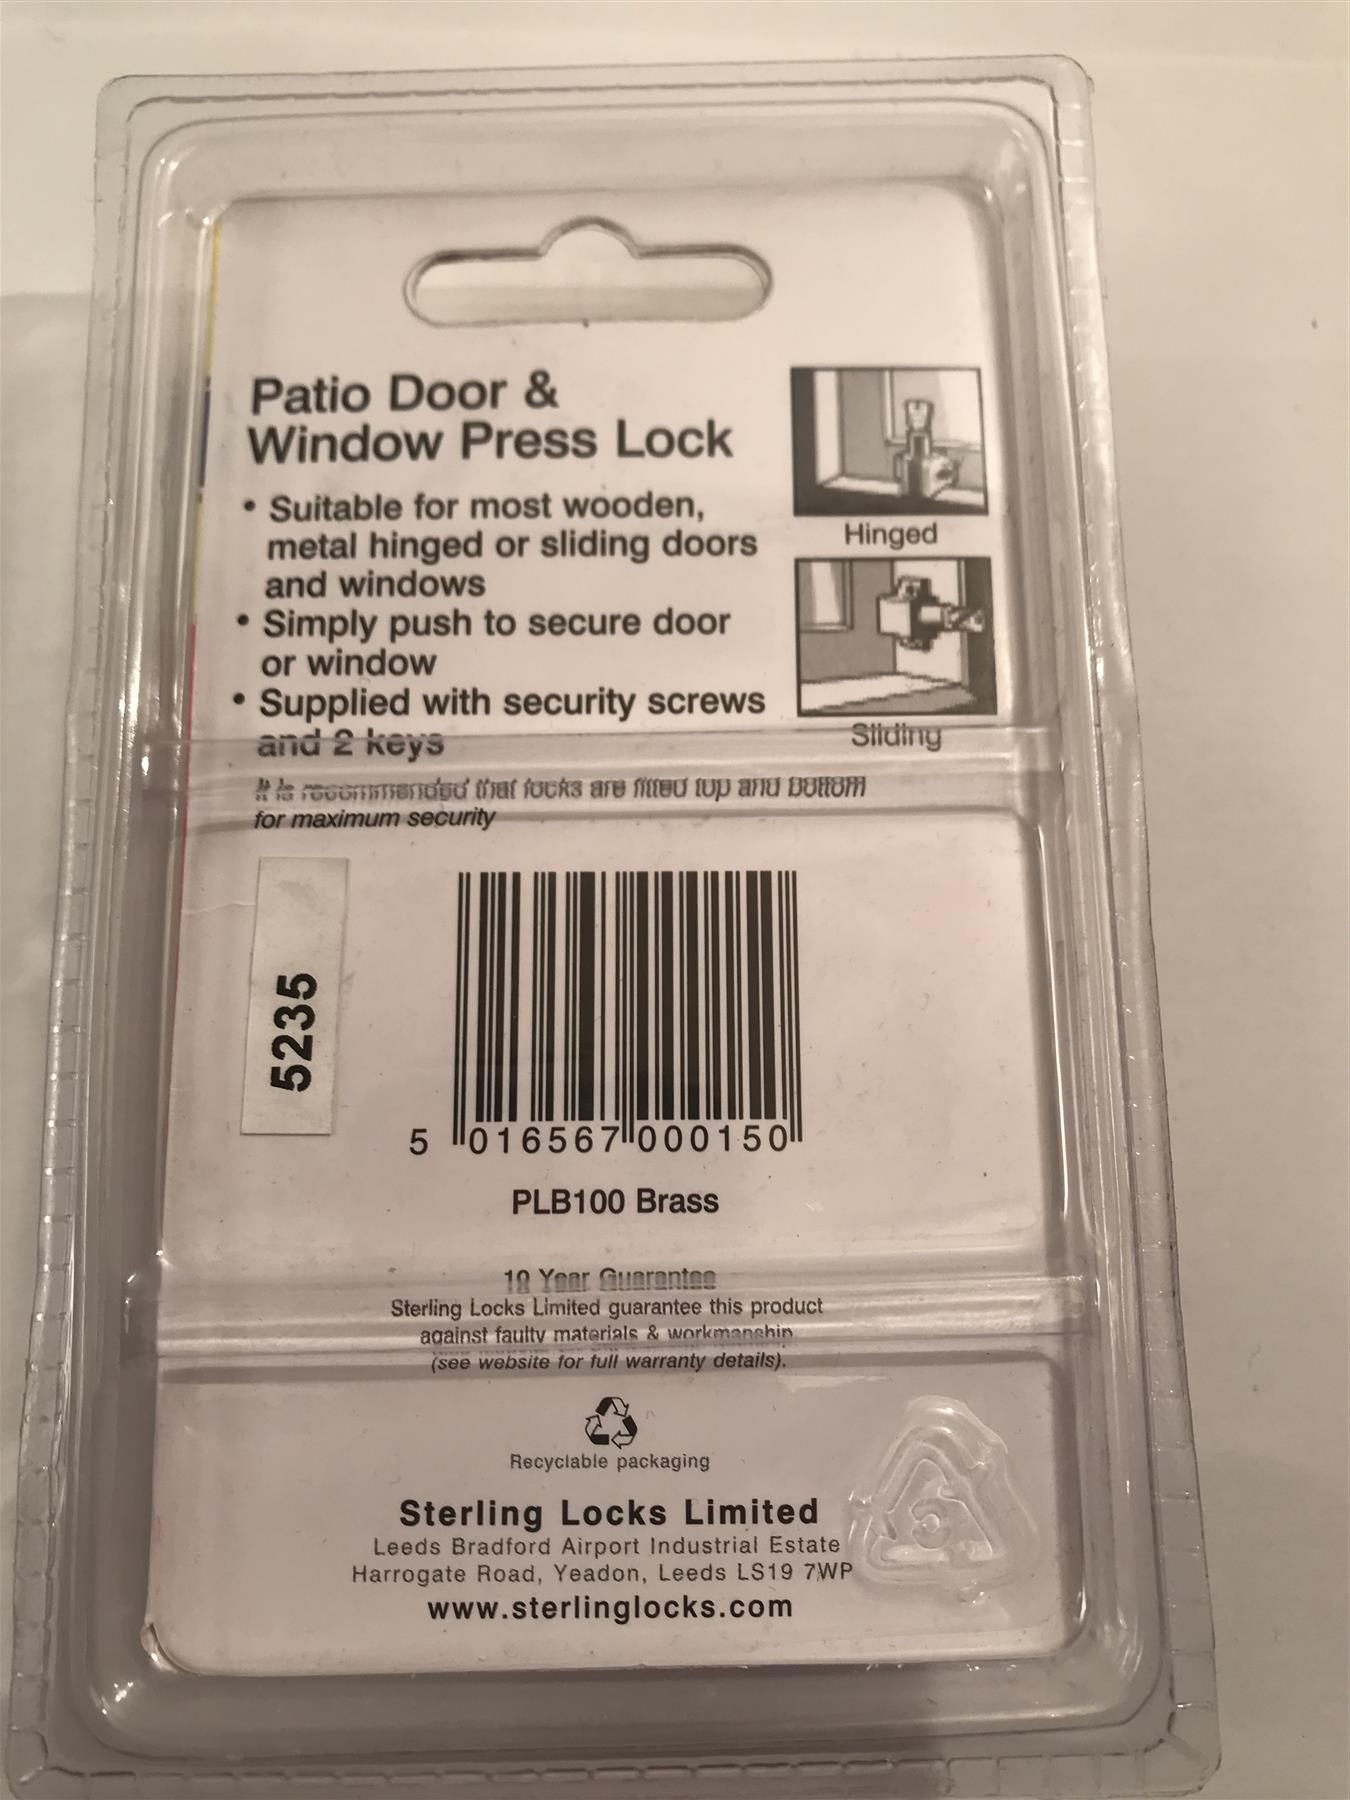 Patio Door &
Window Press Lock
• Suitable for most wooden,
metal hinged or sliding doors
and windows
• Simply push to secure door
or window
• Supplied with security screws
and 2 keys
It is recommended that locks are fitted top and bottom
for maximum security
Hinged
Sliding
5235
5 016567 000150
PLB100 Brass
10 Year Guarantee
Sterling Locks Limited guarantee this product
against faulty materials & workmanship
(see website for full warranty details).
Recyclable packaging
Sterling Locks Limited
Leeds Bradford Airport Industrial Estate
Harrogate Road, Yeadon, Leeds LS19 7WP
www.sterlinglocks.com